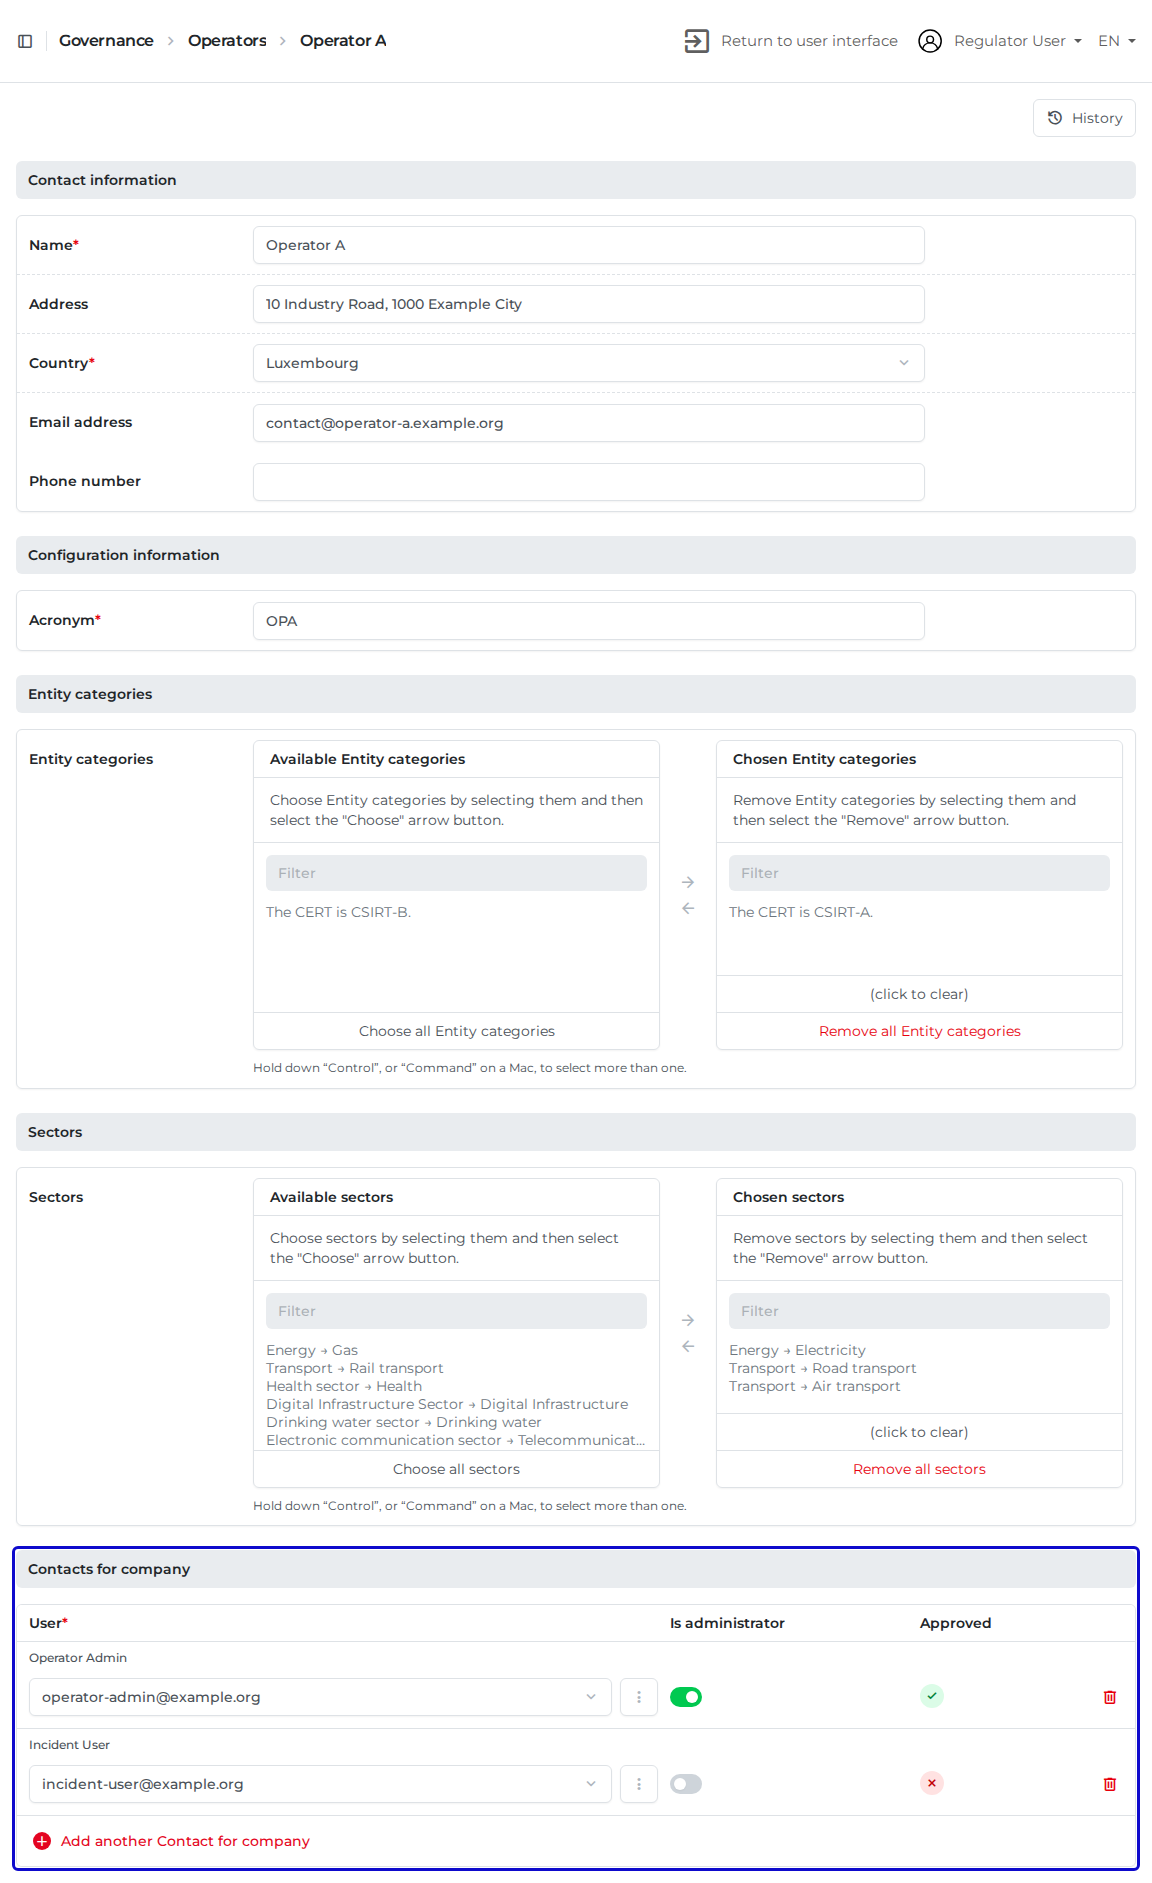 Governance > Operators > Operator A
Return to user interface
Regulator User
EN
History
Contact information
Name*
Operator A
Address
10 Industry Road, 1000 Example City
Country*
Luxembourg
Email address
contact@operator-a.example.org
Phone number
Configuration information
Acronym*
OPA
Entity categories
Entity categories
Available Entity categories
Choose Entity categories by selecting them and then
select the "Choose" arrow button.
Filter
The CERT is CSIRT-B.
Choose all Entity categories
Chosen Entity categories
Remove Entity categories by selecting them and
then select the "Remove" arrow button.
Filter
The CERT is CSIRT-A.
(click to clear)
Remove all Entity categories
Hold down “Control”, or “Command” on a Mac, to select more than one.
Sectors
Sectors
Available sectors
Choose sectors by selecting them and then select
the "Choose" arrow button.
Filter
Energy → Gas
Transport → Rail transport
Health sector → Health
Digital Infrastructure Sector → Digital Infrastructure
Drinking water sector → Drinking water
Electronic communication sector → Telecommunicat...
Choose all sectors
Chosen sectors
Remove sectors by selecting them and then select
the "Remove" arrow button.
Filter
Energy → Electricity
Transport → Road transport
Transport → Air transport
(click to clear)
Remove all sectors
Hold down “Control”, or “Command” on a Mac, to select more than one.
Contacts for company
User* Is administrator Approved
Operator Admin
operator-admin@example.org
Incident User
incident-user@example.org
Add another Contact for company